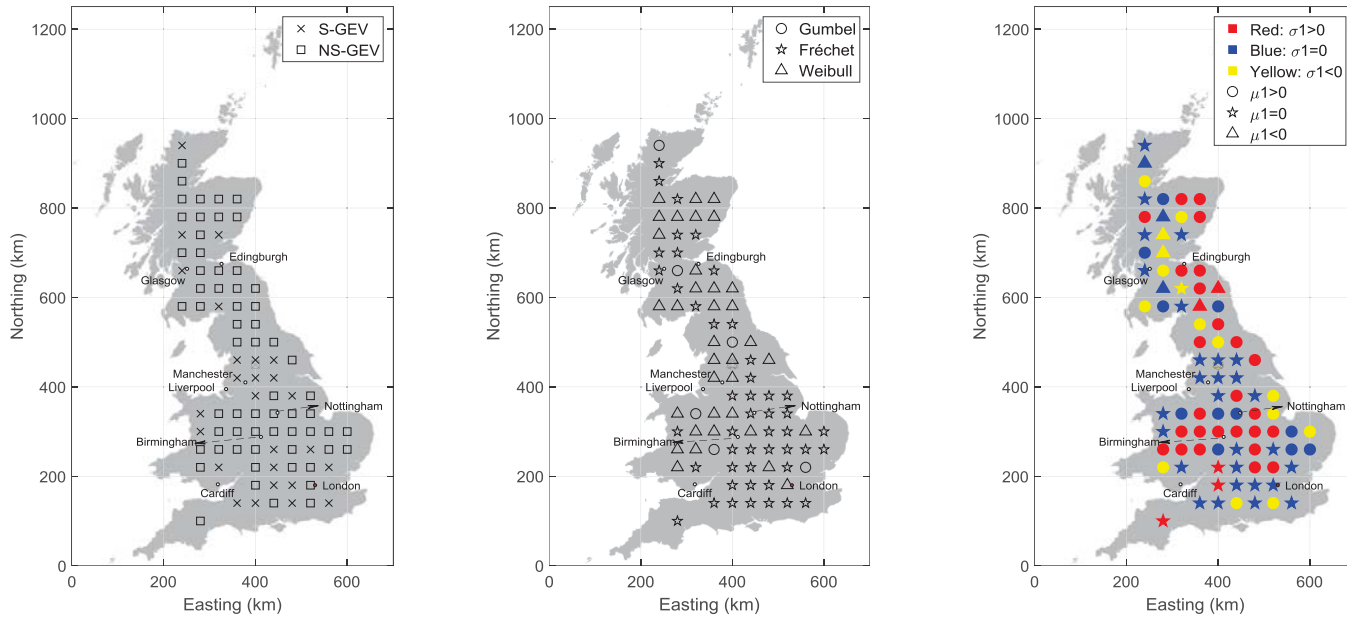 1200
1000
800
600
400
200
0
Northing (km)
0
200
400
600
Easting (km)
S-GEV
NS-GEV
Edingburgh
Glasgow
Manchester
Liverpool
Nottingham
Birmingham
Cardiff
London
1200
1000
800
600
400
200
0
Northing (km)
0
200
400
600
Easting (km)
Gumbel
Fréchet
Weibull
Edingburgh
Glasgow
Manchester
Liverpool
Nottingham
Birmingham
Cardiff
London
1200
1000
800
600
400
200
0
Northing (km)
0
200
400
600
Easting (km)
Red: σ1>0
Blue: σ1=0
Yellow: σ1<0
μ1>0
μ1=0
μ1<0
Edingburgh
Glasgow
Manchester
Liverpool
Nottingham
Birmingham
Cardiff
London